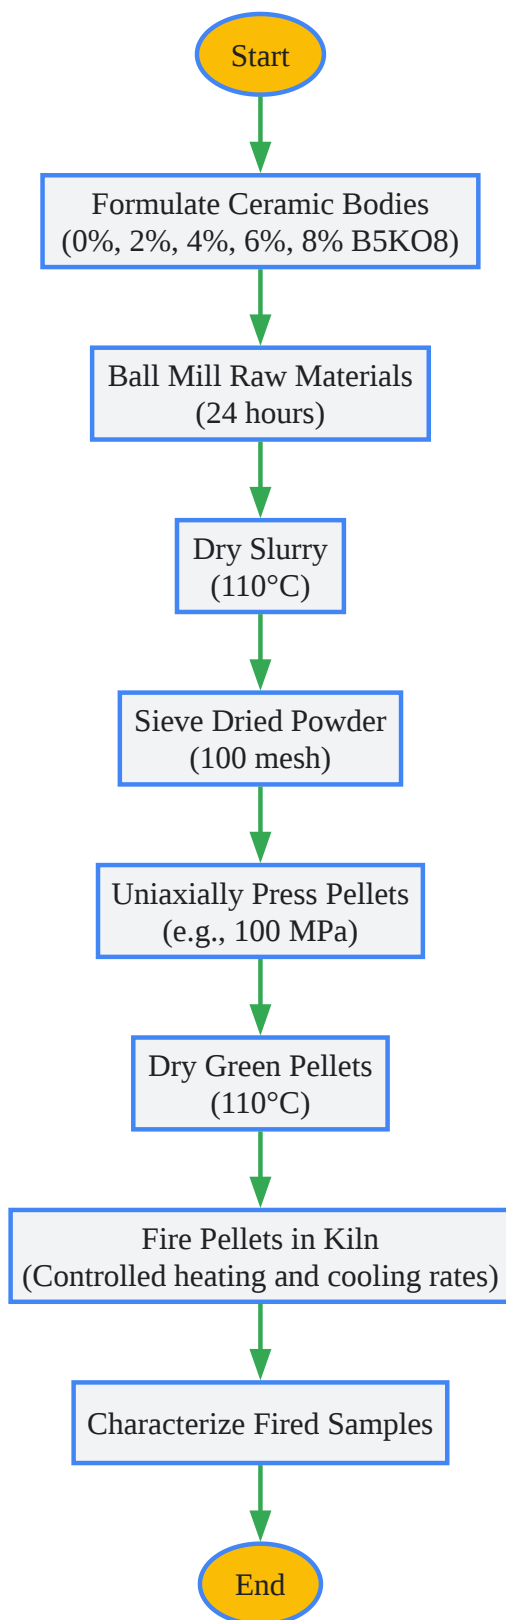 Start
Formulate Ceramic Bodies
(0%, 2%, 4%, 6%, 8% B5KO8)
Ball Mill Raw Materials
(24 hours)
Dry Slurry
(110°C)
Sieve Dried Powder
(100 mesh)
Uniaxially Press Pellets
(e.g., 100 MPa)
Dry Green Pellets
(110°C)
Fire Pellets in Kiln
(Controlled heating and cooling rates)
Characterize Fired Samples
End